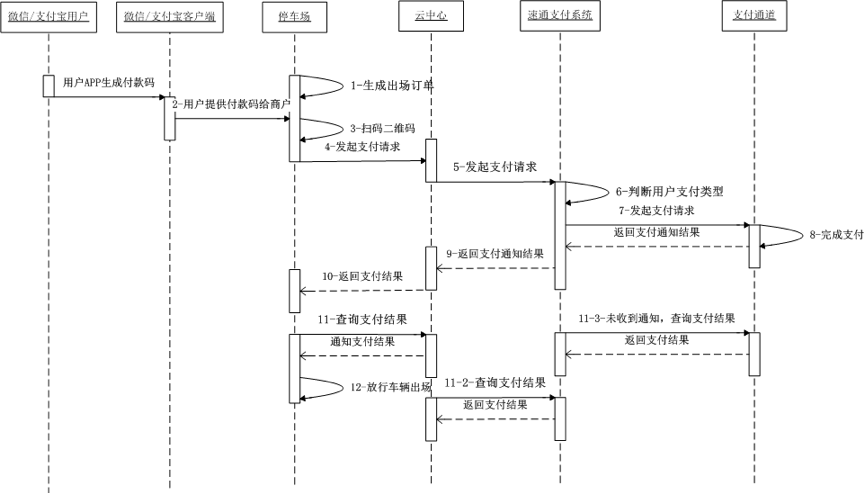 微信/支付宝用户
微信/支付宝客户端
停车场
云中心
速通支付系统
支付通道
用户APP生成付款码
1-生成出场订单
2-用户提供付款码给商户
3-扫码二维码
4-发起支付请求
5-发起支付请求
6-判断用户支付类型
7-发起支付请求
返回支付通知结果
8-完成支付
9-返回支付通知结果
10-返回支付结果
11-查询支付结果
11-3-未收到通知，查询支付结果
通知支付结果
返回支付结果
12-放行车辆出场
11-2-查询支付结果
返回支付结果